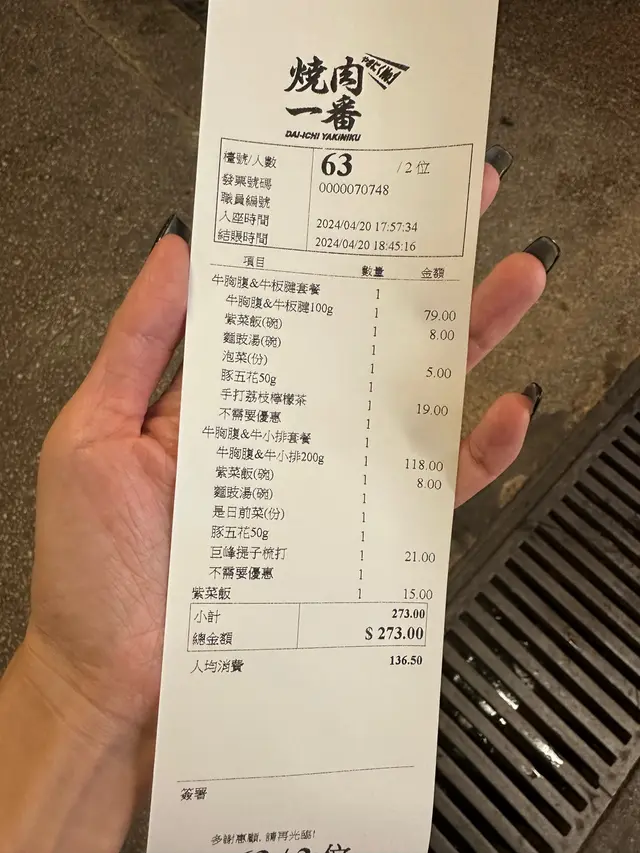 YAKINIKU
燒肉
一番
DAI-ICHI YAKINIKU
檯號/人數 63 /2 位
發票號碼 0000070748
職員編號
入座時間 2024/04/20 17:57:34
結賬時間 2024/04/20 18:45:16
項目 數量 金額
牛胸腹&牛板腱套餐 1
牛胸腹&牛板腱100g 1 79.00
紫菜飯(碗) 1 8.00
麵豉湯(碗) 1
泡菜(份) 1 5.00
豚五花50g 1
手打荔枝檸檬茶 1 19.00
不需要優惠 1
牛胸腹&牛小排套餐 1
牛胸腹&牛小排200g 1 118.00
紫菜飯(碗) 1 8.00
麵豉湯(碗) 1
是日前菜(份) 1
豚五花50g 1
巨峰提子梳打 1 21.00
不需要優惠 1
紫菜飯 1 15.00
小計 273.00
總金額 $ 273.00
人均消費 136.50
簽署
多謝惠顧, 請再光臨!